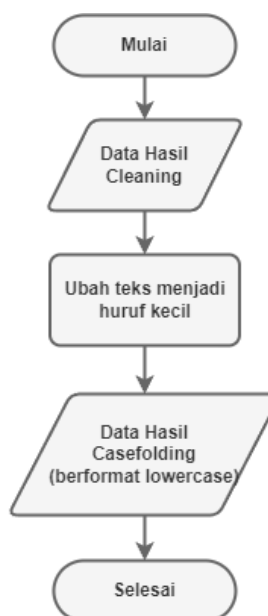 Mulai
Data Hasil
Cleaning
Ubah teks menjadi
huruf kecil
Data Hasil
Casefolding
(berformat lowercase)
Selesai